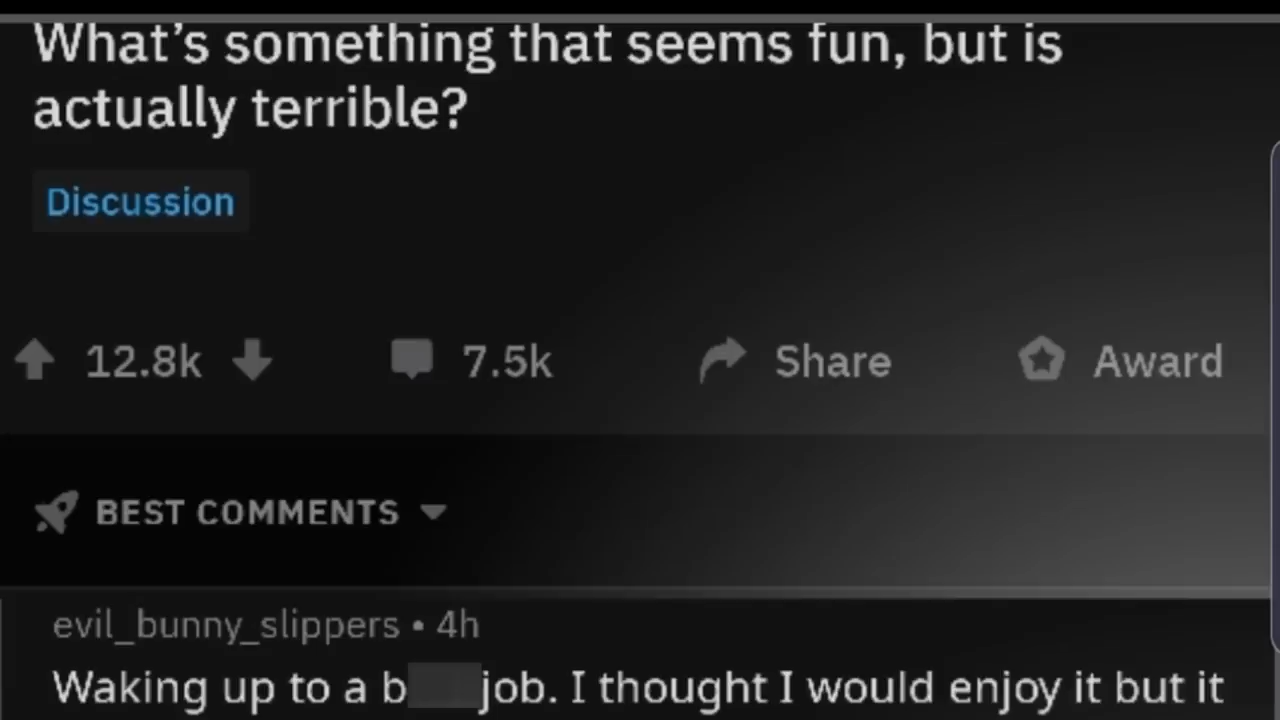 What's something that seems fun, but is
actually terrible?
Discussion
12.8k
7.5k
Share
Award
BEST COMMENTS
evil_bunny_slippers • 4h
Waking up to a b job. I thought I would enjoy it but it